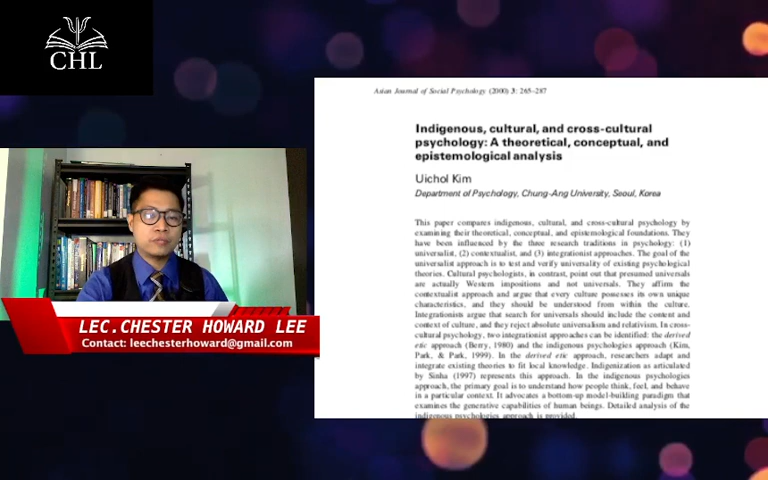 CHL
LEC.CHESTER HOWARD LEE
Contact: leechesterhoward@gmail.com
Asian Journal of Social Psychology (2000) 3: 265–287
Indigenous, cultural, and cross-cultural
psychology: A theoretical, conceptual, and
epistemological analysis
Uichol Kim
Department of Psychology, Chung-Ang University, Seoul, Korea
This paper compares indigenous, cultural, and cross-cultural psychology by
examining their theoretical, conceptual, and epistemological foundations. They
have been influenced by the three research traditions in psychology: (1)
universalist, (2) contextualist, and (3) integrationist approaches. The goal of the
universalist approach is to test and verify universality of existing psychological
theories. Cultural psychologists, in contrast, point out that presumed universals
are actually Western impositions and not universals. They affirm the
contextualist approach and argue that every culture possesses its own unique
characteristics, and they should be understood from within the culture.
Integrationists argue that search for universals should include the content and
context of culture, and they reject absolute universalism and relativism. In cross-
cultural psychology, two integrationist approaches can be identified: the derived
etic approach (Berry, 1980) and the indigenous psychologies approach (Kim,
Park, & Park, 1999). In the derived etic approach, researchers adapt and
integrate existing theories to fit local knowledge. Indigenization as articulated
by Sinha (1997) represents this approach. In the indigenous psychologies
approach, the primary goal is to understand how people think, feel, and behave
in a particular context. It advocates a bottom-up model-building paradigm that
examines the generative capabilities of human beings. Detailed analysis of the
indigenous psychologies approach is provided.